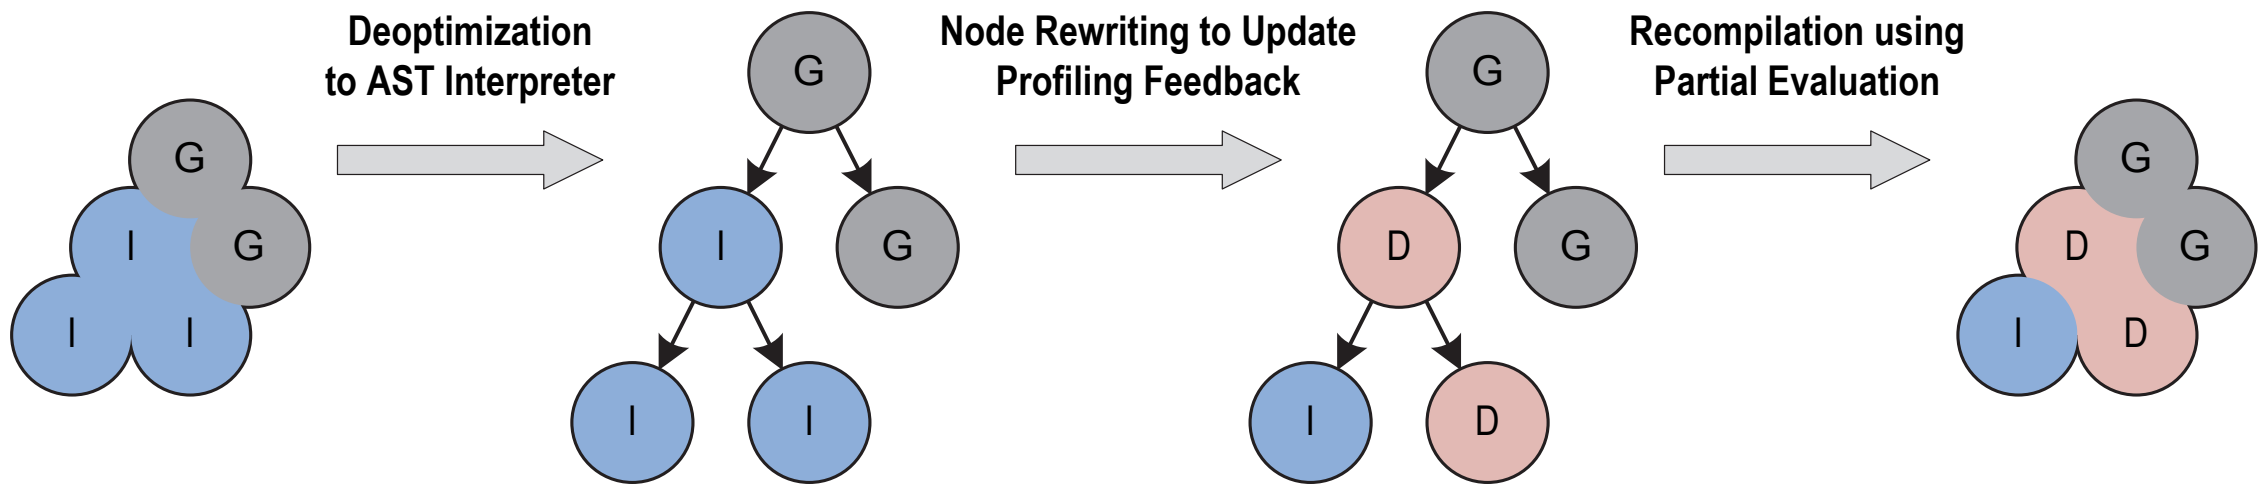 Deoptimization
to AST Interpreter
Node Rewriting to Update
Profiling Feedback
Recompilation using
Partial Evaluation
G
I
G
I
I
G
I
G
I
I
G
D
G
I
D
G
D
G
I
D